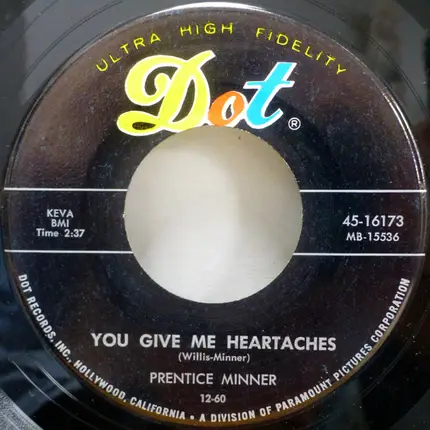 ULTRA HIGH FIDELITY
Dot®
KEVA
BMI
Time 2:37
45-16173
MB-15536
YOU GIVE ME HEARTACHES
(Willis-Minner)
PRENTICE MINNER
12-60
DOT RECORDS, INC., HOLLYWOOD, CALIFORNIA • A DIVISION OF PARAMOUNT PICTURES CORPORATION